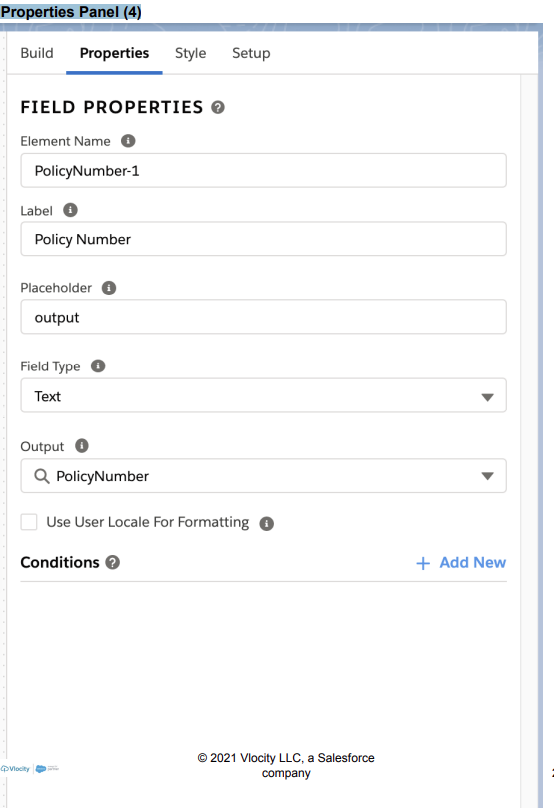 Properties Panel (4)
Build Properties Style Setup
FIELD PROPERTIES ?
Element Name i
PolicyNumber-1
Label i
Policy Number
Placeholder i
output
Field Type i
Text
Output i
PolicyNumber
Use User Locale For Formatting i
Conditions ? + Add New
© 2021 Vlocity LLC, a Salesforce
company
Vlocity